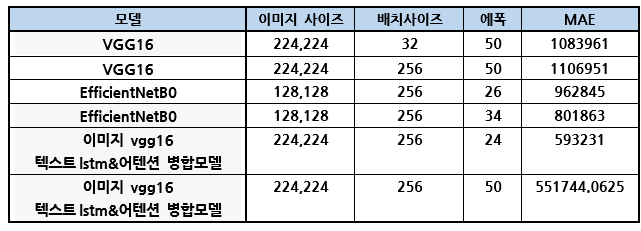 모델 이미지 사이즈 배치사이즈 에폭 MAE
VGG16 224,224 32 50 1083961
VGG16 224,224 256 50 1106951
EfficientNetB0 128,128 256 26 962845
EfficientNetB0 128,128 256 34 801863
이미지 vgg16 224,224 256 24 593231
텍스트 lstm&어텐션 병합모델
이미지 vgg16 224,224 256 50 551744.0625
텍스트 lstm&어텐션 병합모델